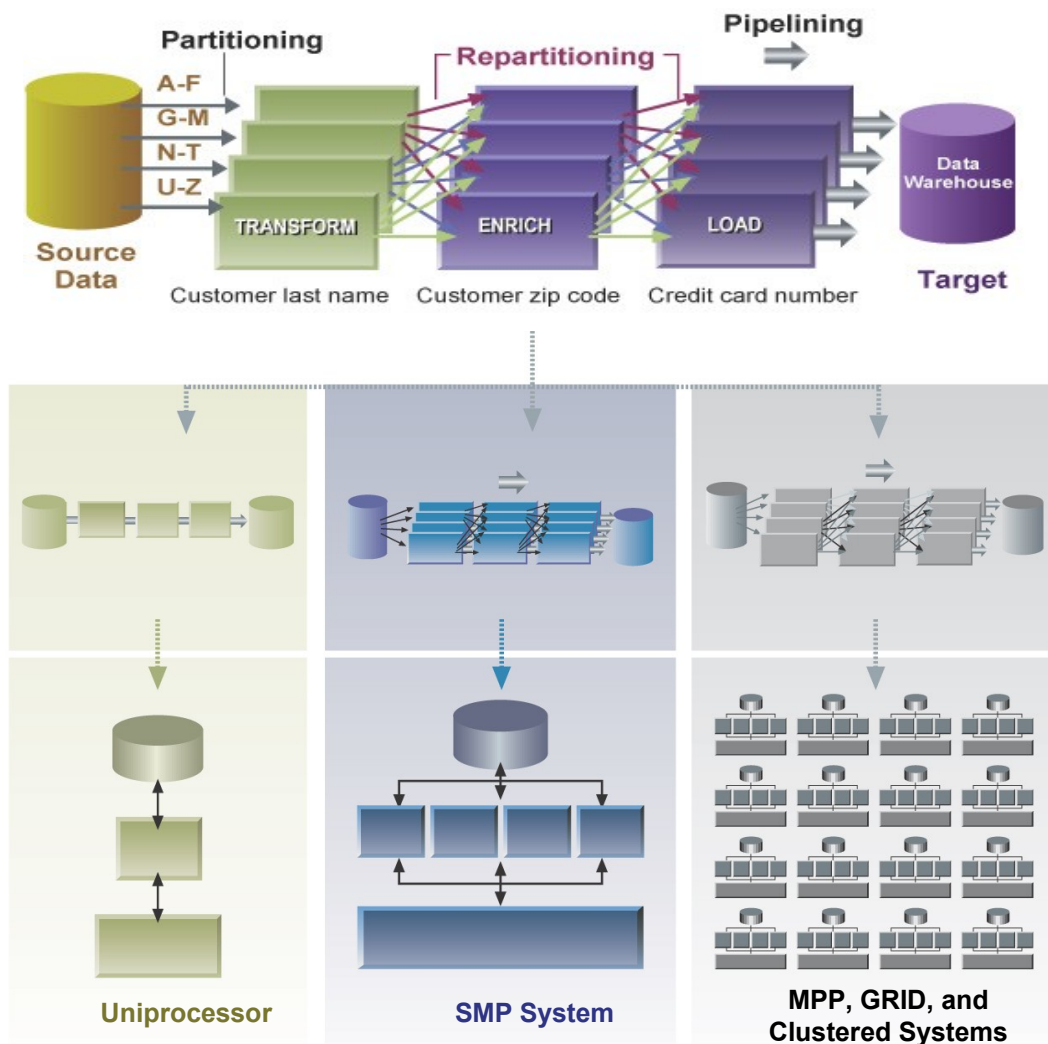 Partitioning
Repartitioning
Pipelining
A-F
G-M
N-T
U-Z
TRANSFORM
ENRICH
LOAD
Data
Warehouse
Source
Data
Target
Customer last name
Customer zip code
Credit card number
Uniprocessor
SMP System
MPP, GRID, and
Clustered Systems